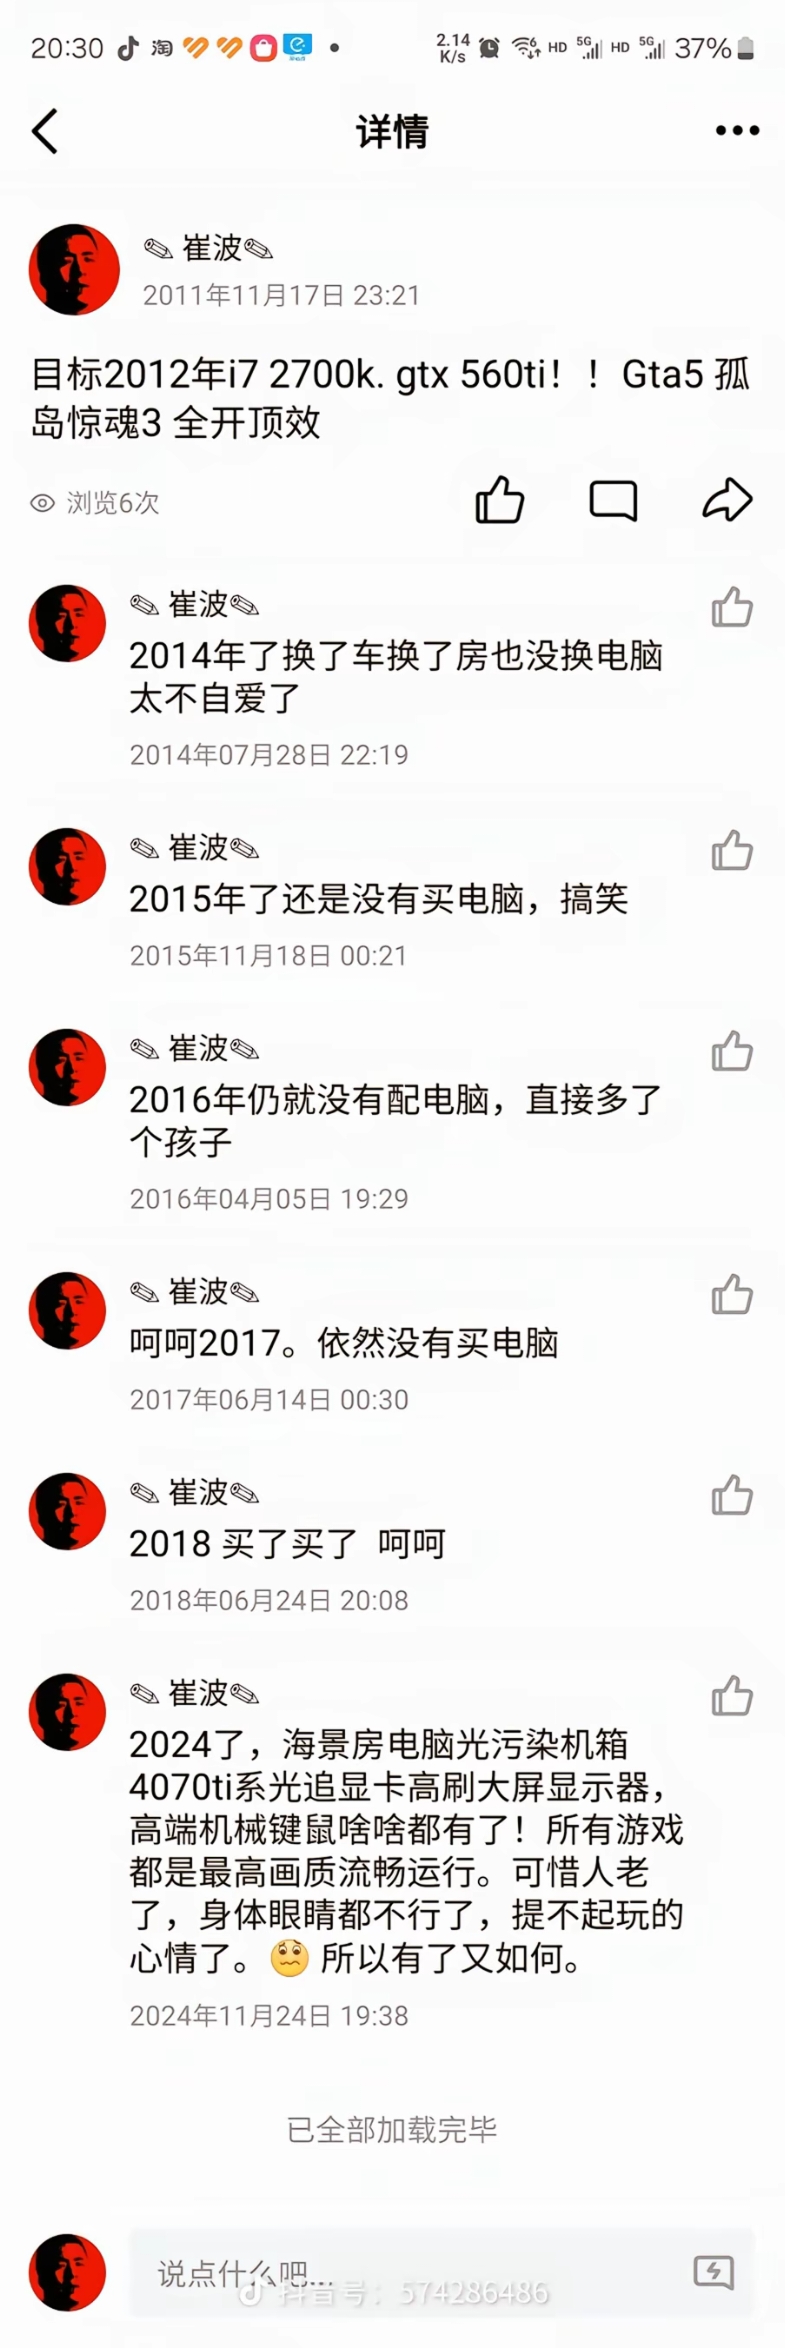 20:30 淘 2.14 K/s 6 HD 5G HD 5G 37%
详情
✎ 崔波✎
2011年11月17日 23:21
目标2012年i7 2700k. gtx 560ti！！Gta5 孤
岛惊魂3 全开顶效
浏览6次
✎ 崔波✎
2014年了换了车换了房也没换电脑
太不自爱了
2014年07月28日 22:19
✎ 崔波✎
2015年了还是没有买电脑，搞笑
2015年11月18日 00:21
✎ 崔波✎
2016年仍就没有配电脑，直接多了
个孩子
2016年04月05日 19:29
✎ 崔波✎
呵呵2017。依然没有买电脑
2017年06月14日 00:30
✎ 崔波✎
2018 买了买了 呵呵
2018年06月24日 20:08
✎ 崔波✎
2024了，海景房电脑光污染机箱
4070ti系光追显卡高刷大屏显示器，
高端机械键鼠啥啥都有了！所有游戏
都是最高画质流畅运行。可惜人老
了，身体眼睛都不行了，提不起玩的
心情了。😟 所以有了又如何。
2024年11月24日 19:38
已全部加载完毕
说点什么吧...
抖音号：574286486